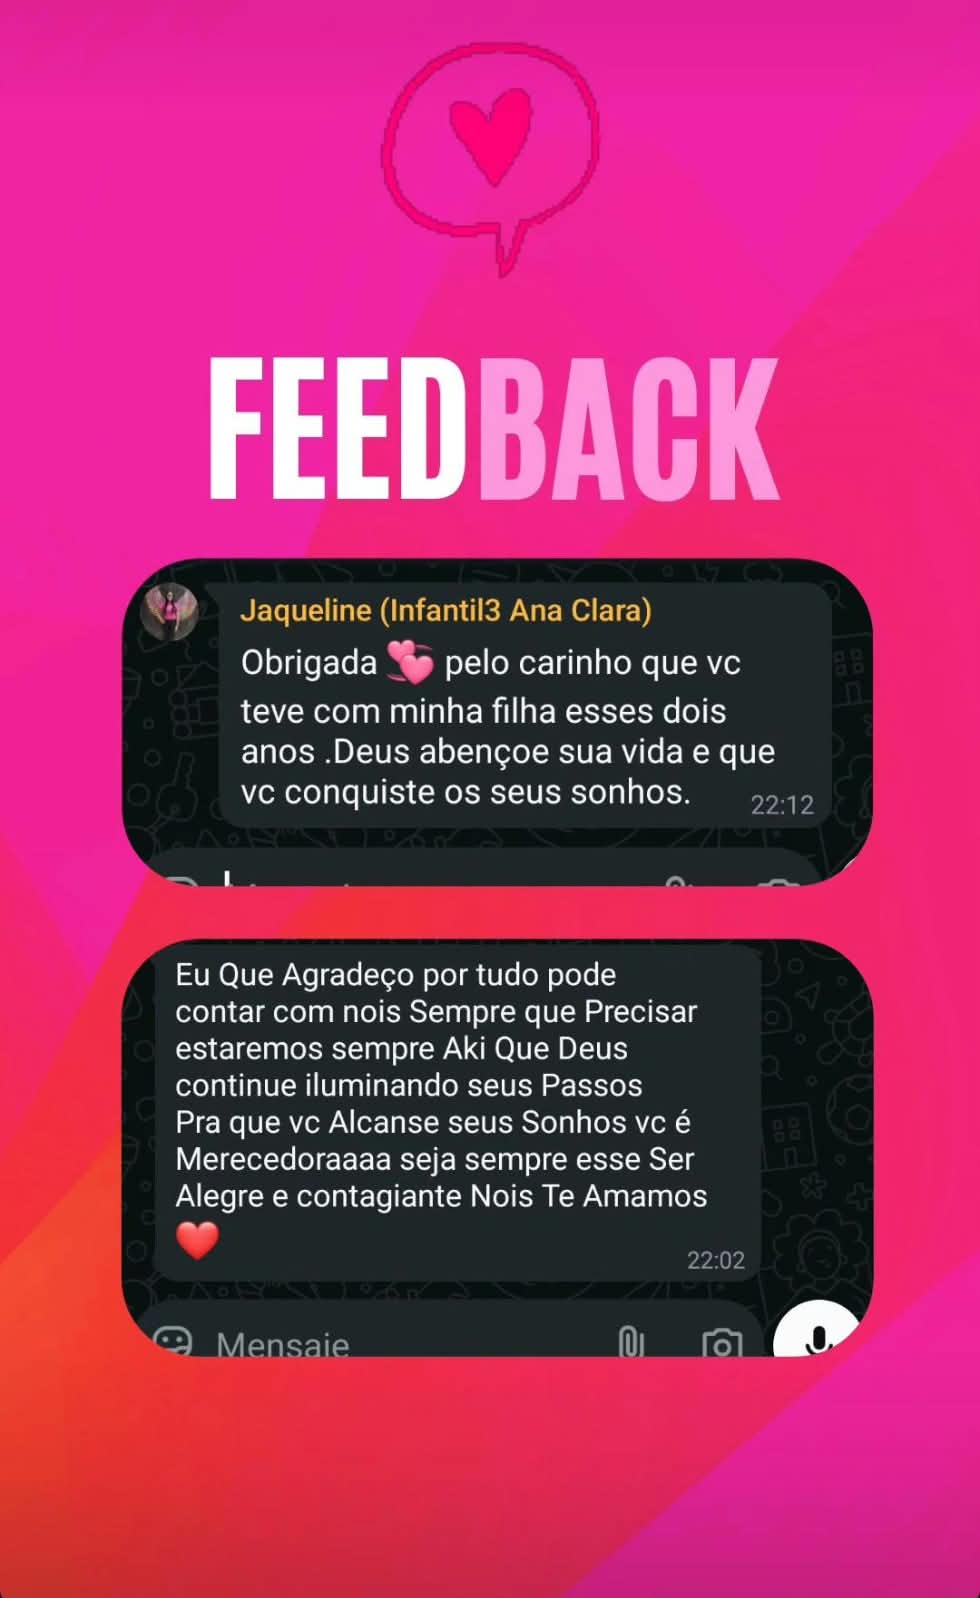 FEEDBACK
Jaqueline (Infantil3 Ana Clara)
Obrigada 💞 pelo carinho que vc
teve com minha filha esses dois
anos .Deus abençoe sua vida e que
vc conquiste os seus sonhos.
22:12
Eu Que Agradeço por tudo pode
contar com nois Sempre que Precisar
estaremos sempre Aki Que Deus
continue iluminando seus Passos
Pra que vc Alcanse seus Sonhos vc é
Merecedoraaaa seja sempre esse Ser
Alegre e contagiante Nois Te Amamos
❤️
22:02
Mensaje